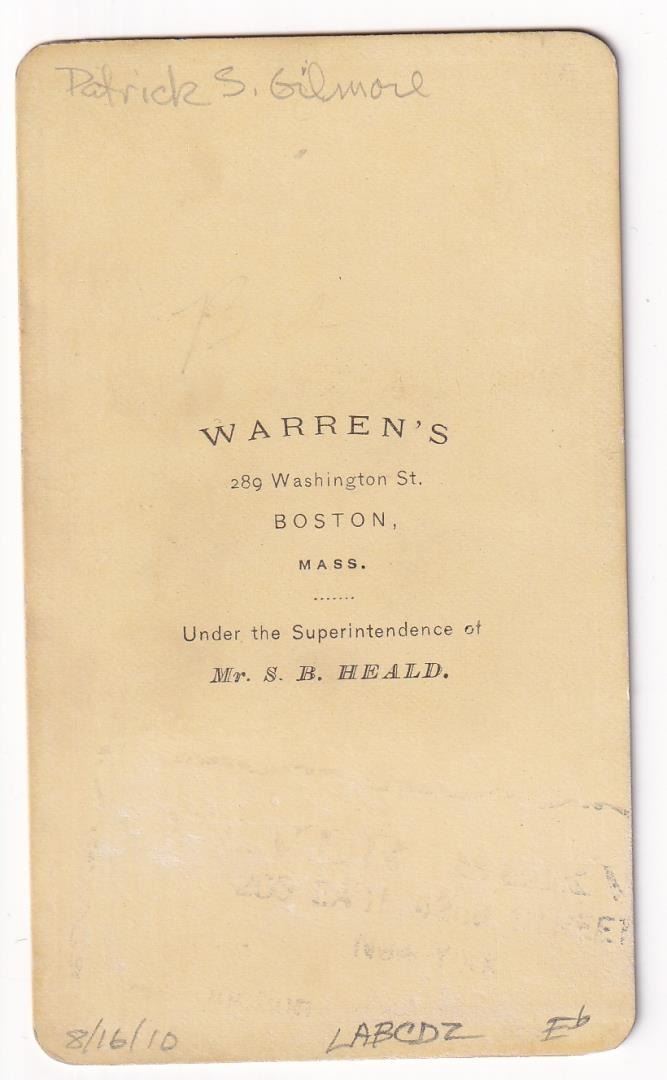 Patrick S. Gilmore
WARREN'S
289 Washington St.
BOSTON,
MASS.
Under the Superintendence of
Mr. S. B. HEALD.
8/16/10 LABCDZ Eb